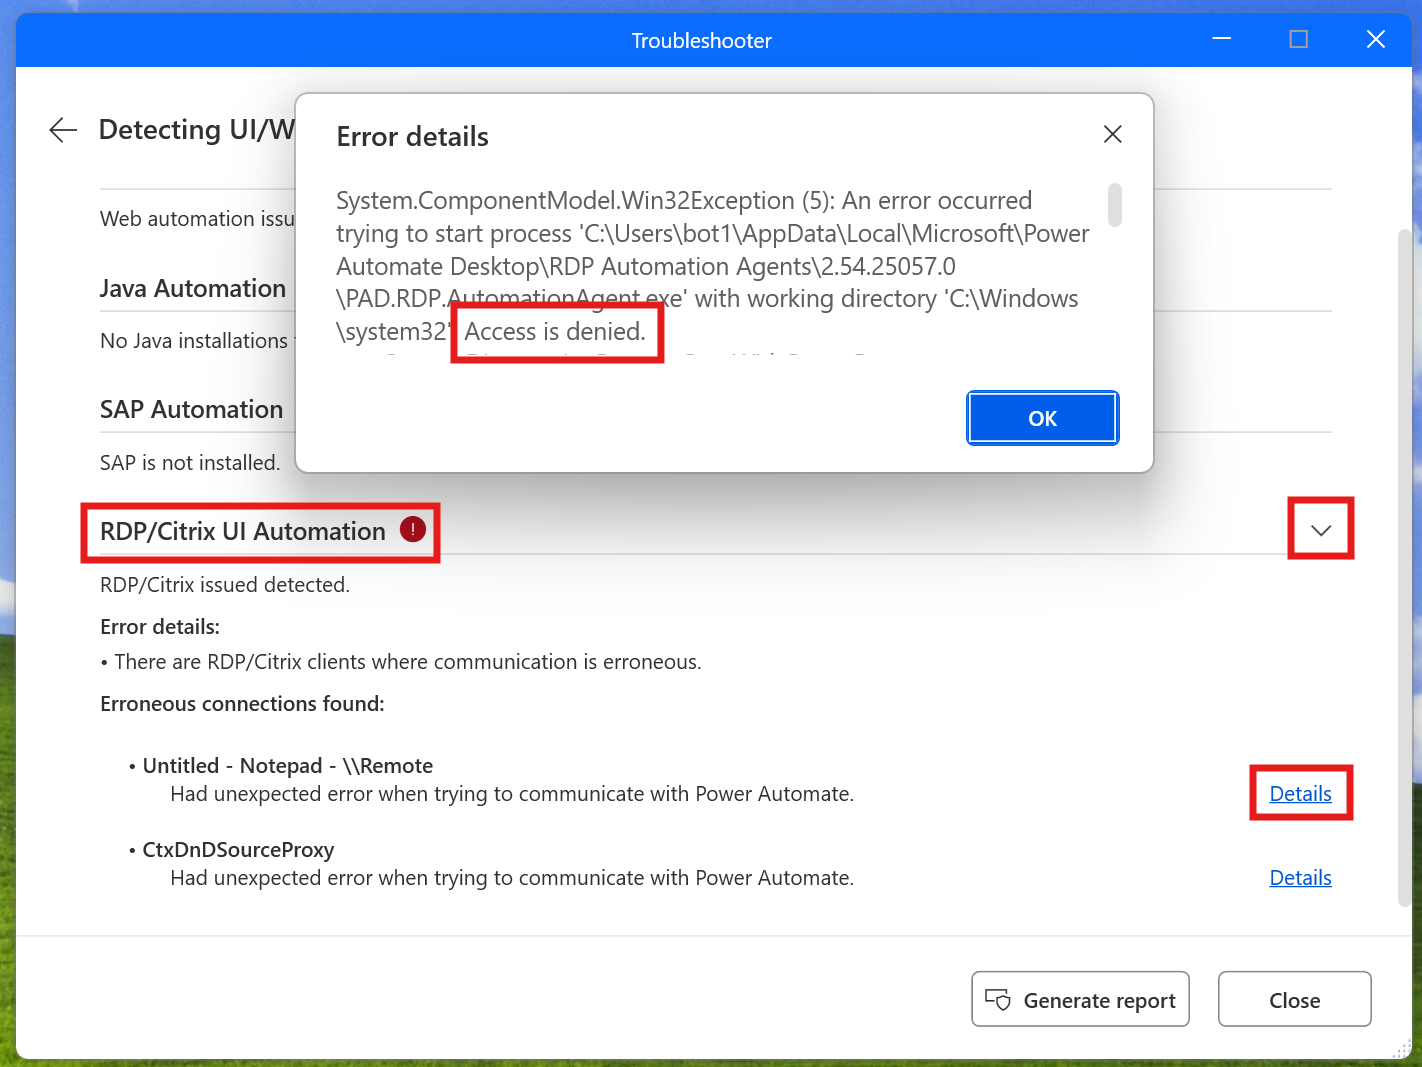 Troubleshooter
Detecting UI/W
Error details
System.ComponentModel.Win32Exception (5): An error occurred
trying to start process 'C:\Users\bot1\AppData\Local\Microsoft\Power
Automate Desktop\RDP Automation Agents\2.54.25057.0
\PAD.RDP.AutomationAgent.exe' with working directory 'C:\Windows
\system32'. Access is denied.
OK
Web automation issu
Java Automation
No Java installations
SAP Automation
SAP is not installed.
RDP/Citrix UI Automation
RDP/Citrix issued detected.
Error details:
• There are RDP/Citrix clients where communication is erroneous.
Erroneous connections found:
• Untitled - Notepad - \\Remote
Had unexpected error when trying to communicate with Power Automate.
Details
• CtxDnDSourceProxy
Had unexpected error when trying to communicate with Power Automate.
Details
Generate report
Close